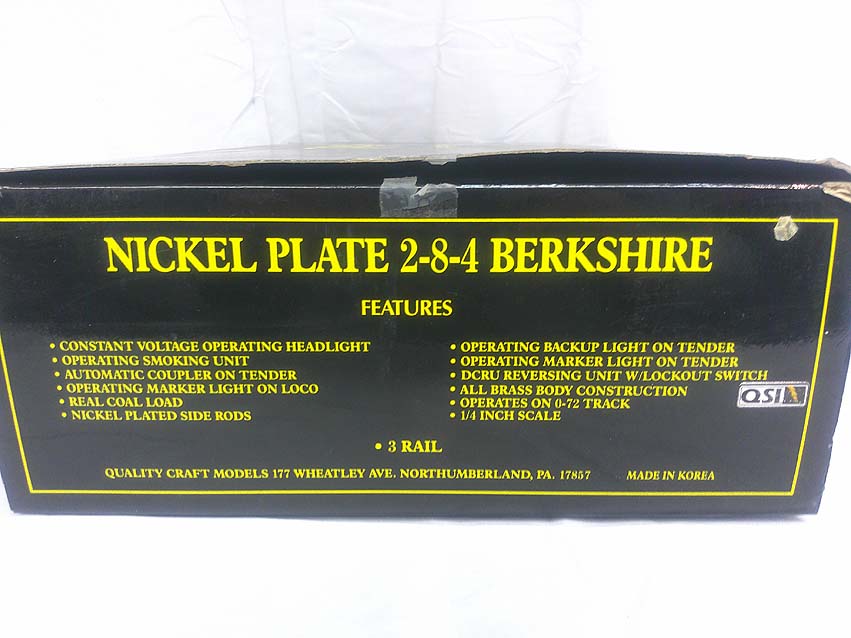 NICKEL PLATE 2-8-4 BERKSHIRE
FEATURES
• CONSTANT VOLTAGE OPERATING HEADLIGHT
• OPERATING SMOKING UNIT
• AUTOMATIC COUPLER ON TENDER
• OPERATING MARKER LIGHT ON LOCO
• REAL COAL LOAD
• NICKEL PLATED SIDE RODS
• OPERATING BACKUP LIGHT ON TENDER
• OPERATING MARKER LIGHT ON TENDER
• DCRU REVERSING UNIT W/LOCKOUT SWITCH
• ALL BRASS BODY CONSTRUCTION
• OPERATES ON 0-72 TRACK
• 1/4 INCH SCALE
QSI
• 3 RAIL
QUALITY CRAFT MODELS 177 WHEATLEY AVE. NORTHUMBERLAND, PA. 17857 MADE IN KOREA